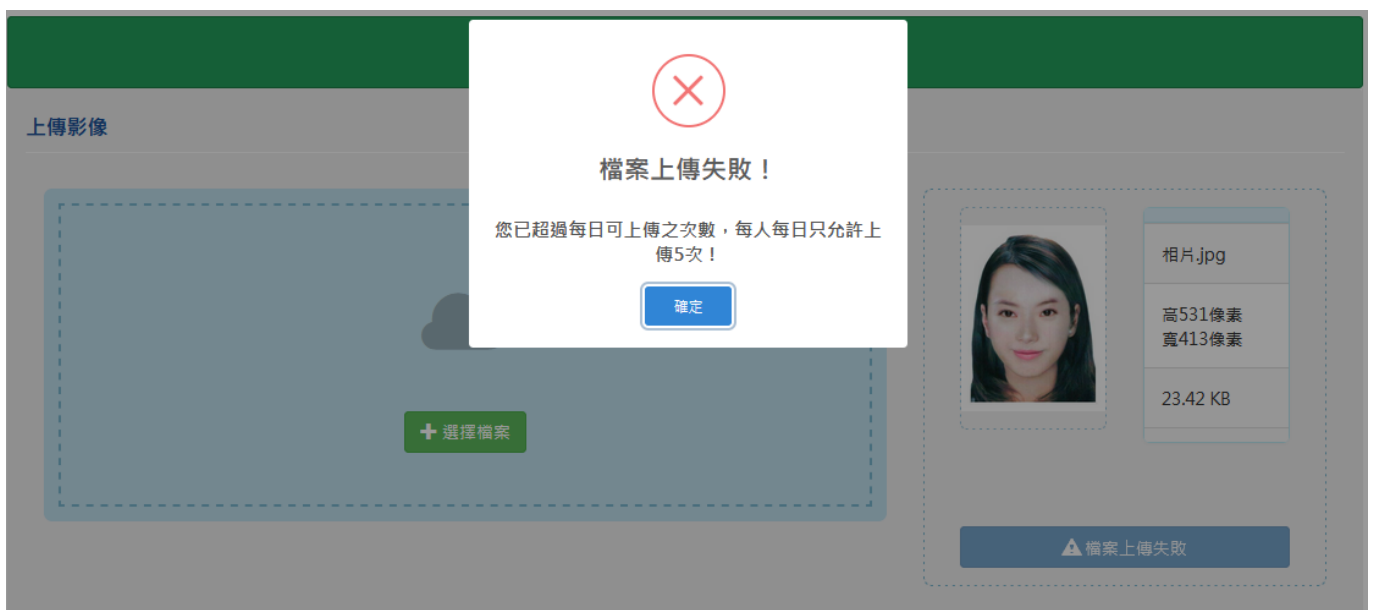 上傳影像
檔案上傳失敗！
您已超過每日可上傳之次數，每人每日只允許上
傳5次！
確定
選擇檔案
相片.jpg
高531像素
寬413像素
23.42 KB
檔案上傳失敗